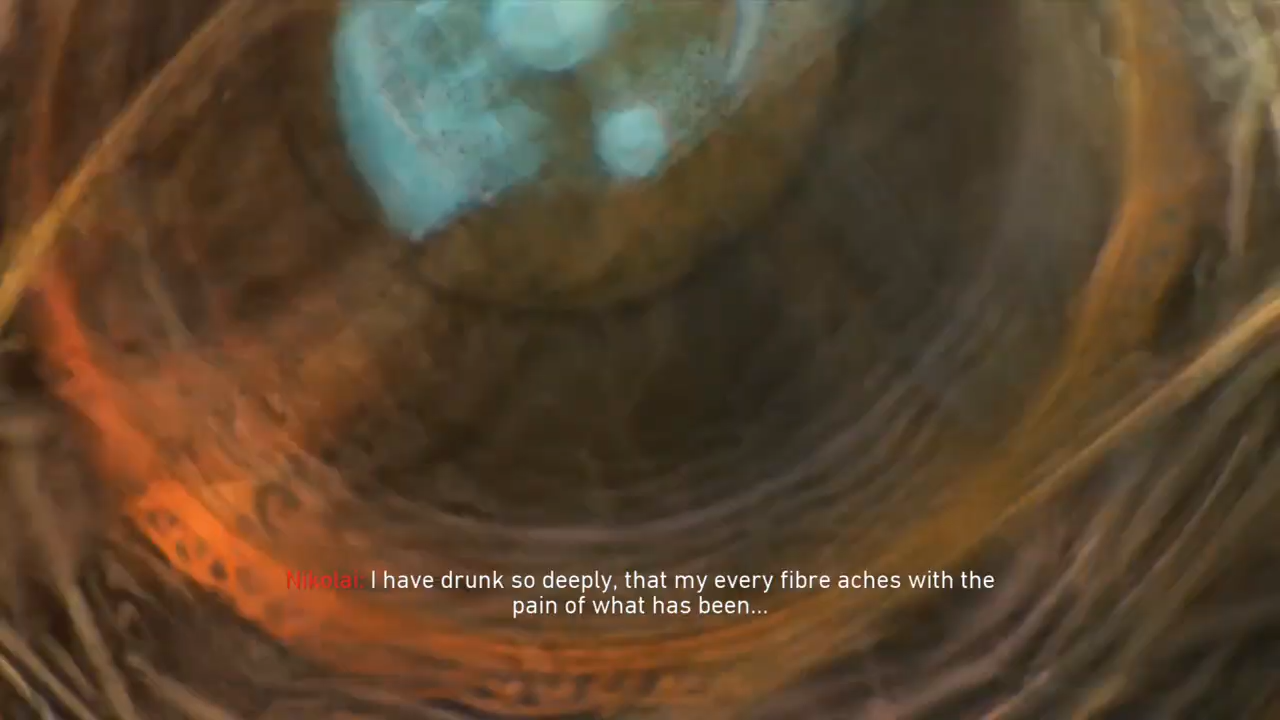 Nikolai: I have drunk so deeply, that my every fibre aches with the
pain of what has been...